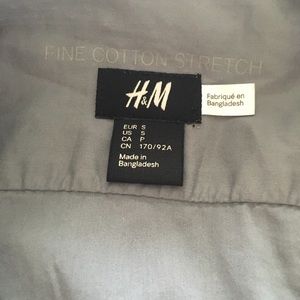 FINE COTTON STRETCH
H&M
Fabriqué en
Bangladesh
EUR S
US S
CA P
CN 170/92A
Made in
Bangladesh